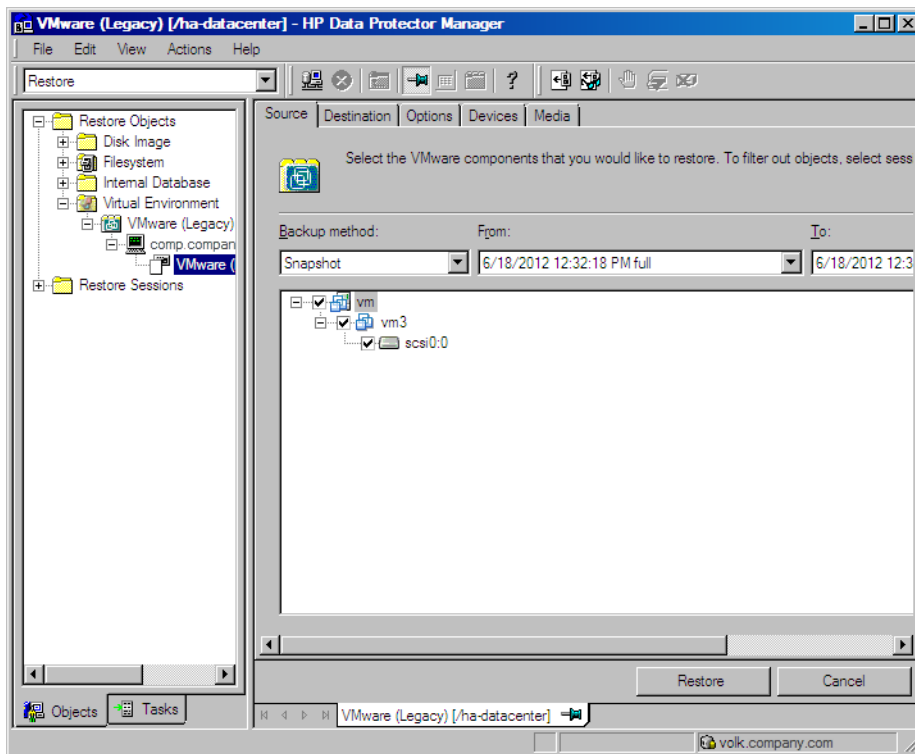 VMware (Legacy) [/ha-datacenter] - HP Data Protector Manager
File Edit View Actions Help
Restore
Restore Objects
Disk Image
Filesystem
Internal Database
Virtual Environment
VMware (Legacy)
comp.compan
VMware (
Restore Sessions
Objects Tasks
Source Destination Options Devices Media
Select the VMware components that you would like to restore. To filter out objects, select sess
Backup method: From: To:
Snapshot 6/18/2012 12:32:18 PM full 6/18/2012 12:3
vm
vm3
scsi0:0
Restore Cancel
VMware (Legacy) [/ha-datacenter]
volk.company.com